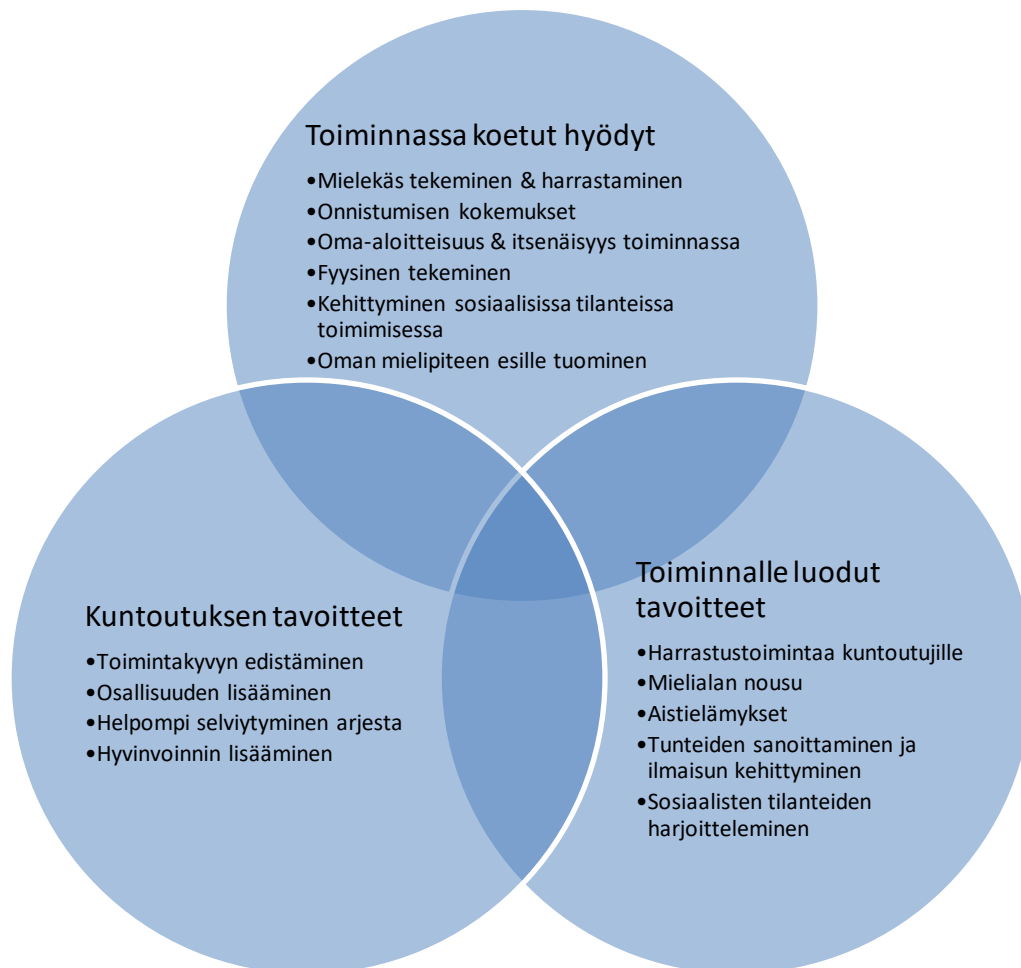 Toiminnassa koetut hyödyt
•Mielekäs tekeminen & harrastaminen
•Onnistumisen kokemukset
•Oma-aloitteisuus & itsenäisyys toiminnassa
•Fyysinen tekeminen
•Kehittyminen sosiaalisissa tilanteissa
toimimisessa
•Oman mielipiteen esille tuominen
Kuntoutuksen tavoitteet
•Toimintakyvyn edistäminen
•Osallisuuden lisääminen
•Helpompi selviytyminen arjesta
•Hyvinvoinnin lisääminen
Toiminnalle luodut
tavoitteet
•Harrastustoimintaa kuntoutujille
•Mielialan nousu
•Aistielämykset
•Tunteiden sanoittaminen ja
ilmaisun kehittyminen
•Sosiaalisten tilanteiden
harjoitteleminen